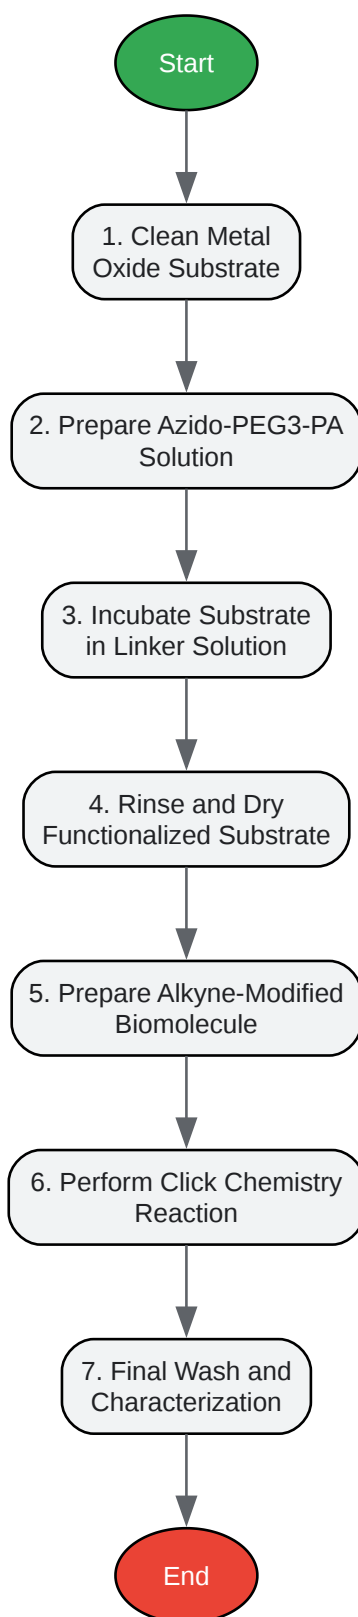 Start
1. Clean Metal
Oxide Substrate
2. Prepare Azido-PEG3-PA
Solution
3. Incubate Substrate
in Linker Solution
4. Rinse and Dry
Functionalized Substrate
5. Prepare Alkyne-Modified
Biomolecule
6. Perform Click Chemistry
Reaction
7. Final Wash and
Characterization
End